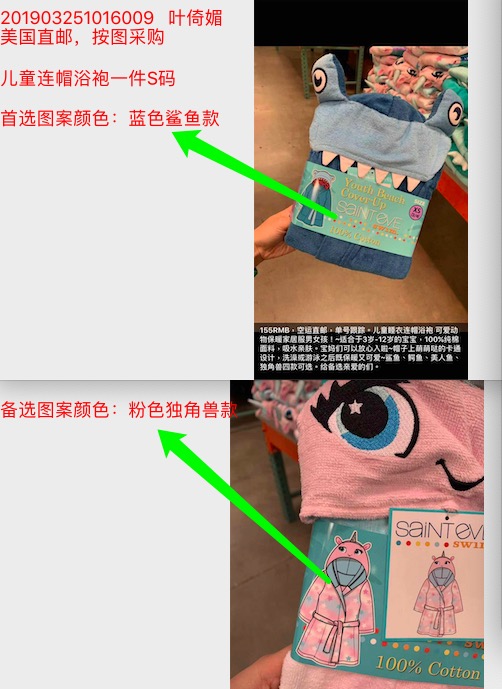 201903251016009 叶倚媚
美国直邮，按图采购
儿童连帽浴袍一件S码
首选图案颜色：蓝色鲨鱼款
Youth Beach
Cover-Up
SAINT EVE
SWIM
XS
100% Cotton
155RMB，空运直邮，单号跟踪。儿童睡衣连帽浴袍 可爱动
物保暖家居服男女孩！~适合于3岁-12岁的宝宝，100%纯棉
面料，吸水亲肤。宝妈们可以放心入啦~帽子上萌萌哒的卡通
设计，洗澡或游泳之后既保暖又可爱~鲨鱼、鳄鱼、美人鱼、
独角兽四款可选。给备选亲爱的们。
备选图案颜色：粉色独角兽款
SAINT EVE
SWIM
100% Cotton